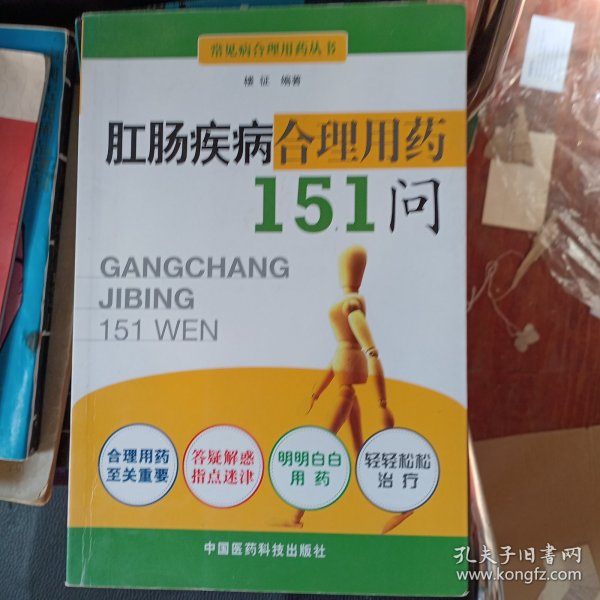 常见病合理用药丛书
楼征 编著
肛肠疾病合理用药
151问
GANGCHANG
JIBING
151 WEN
合理用药
至关重要
答疑解惑
指点迷津
明明白白
用药
轻轻松松
治疗
中国医药科技出版社
孔夫子旧书网
www.kongfz.com